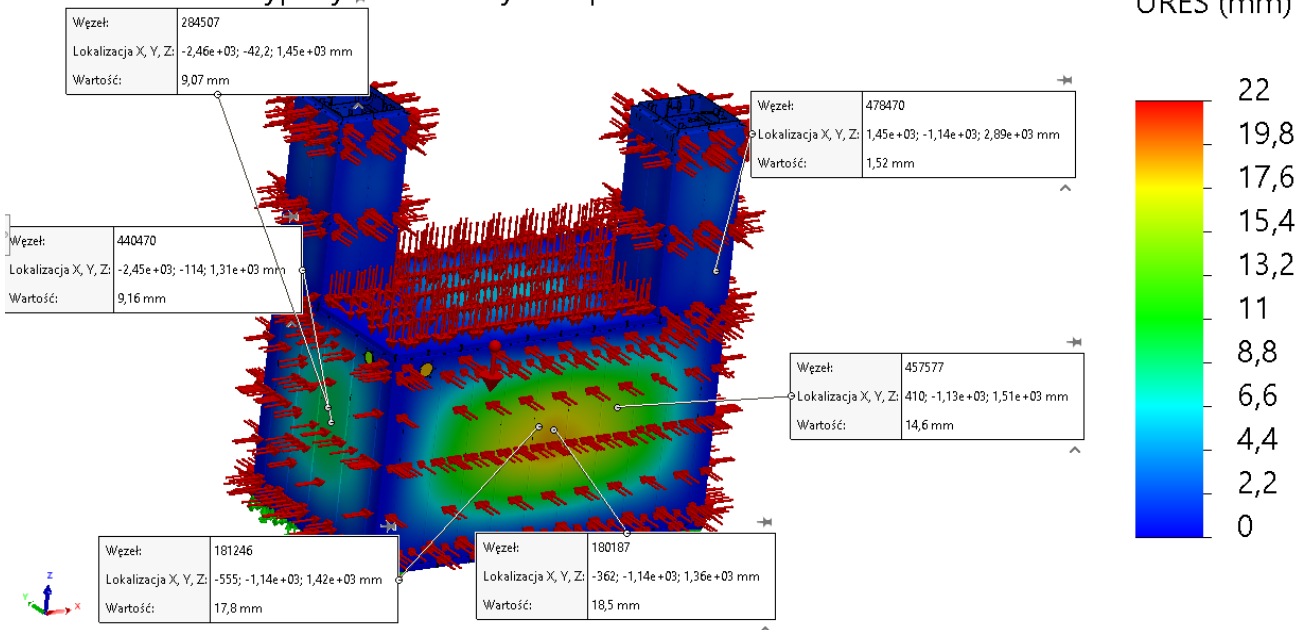 URES (mm)
Węzeł: 284507
Lokalizacja X, Y, Z: -2,46e+03; -42,2; 1,45e+03 mm
Wartość: 9,07 mm
Węzeł: 478470
Lokalizacja X, Y, Z: 1,45e+03; -1,14e+03; 2,89e+03 mm
Wartość: 1,52 mm
Węzeł: 440470
Lokalizacja X, Y, Z: -2,45e+03; -114; 1,31e+03 mm
Wartość: 9,16 mm
Węzeł: 457577
Lokalizacja X, Y, Z: 410; -1,13e+03; 1,51e+03 mm
Wartość: 14,6 mm
Węzeł: 181246
Lokalizacja X, Y, Z: -555; -1,14e+03; 1,42e+03 mm
Wartość: 17,8 mm
Węzeł: 180187
Lokalizacja X, Y, Z: -362; -1,14e+03; 1,36e+03 mm
Wartość: 18,5 mm
22
19,8
17,6
15,4
13,2
11
8,8
6,6
4,4
2,2
0
z
Y
x